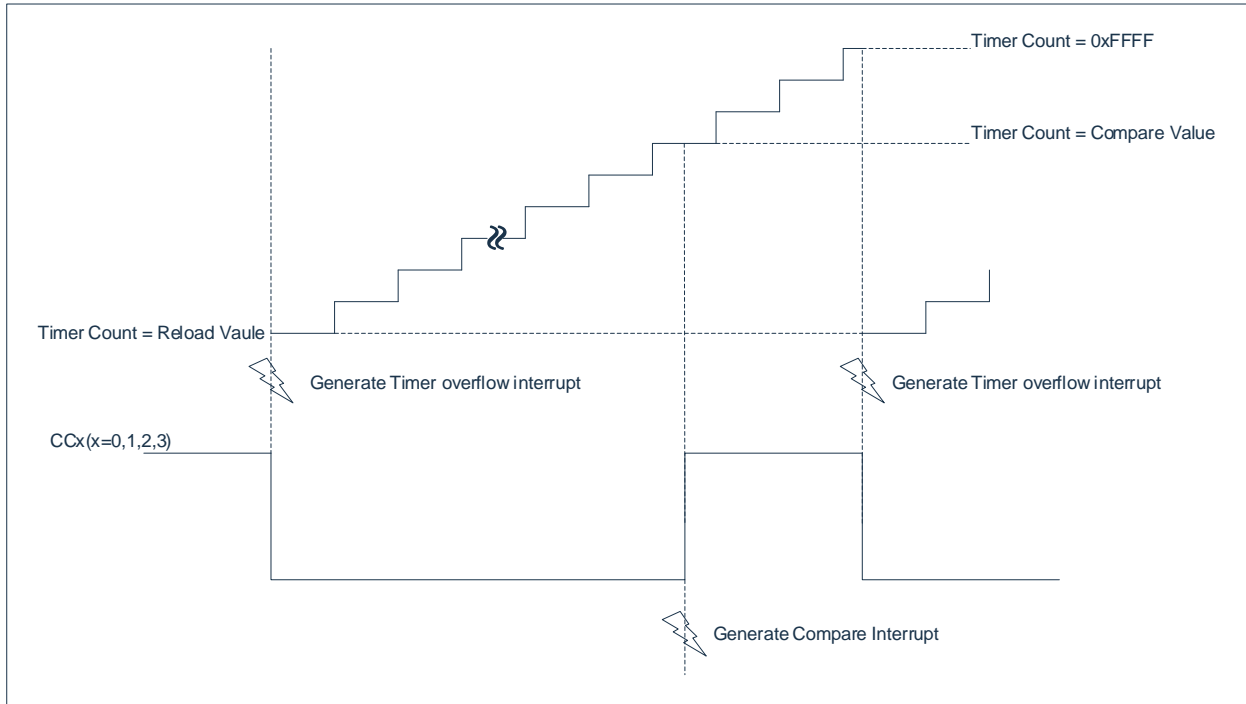 Timer Count = 0xFFFF
Timer Count = Compare Value
Timer Count = Reload Vaule
Generate Timer overflow interrupt
Generate Timer overflow interrupt
CCx(x=0,1,2,3)
Generate Compare Interrupt